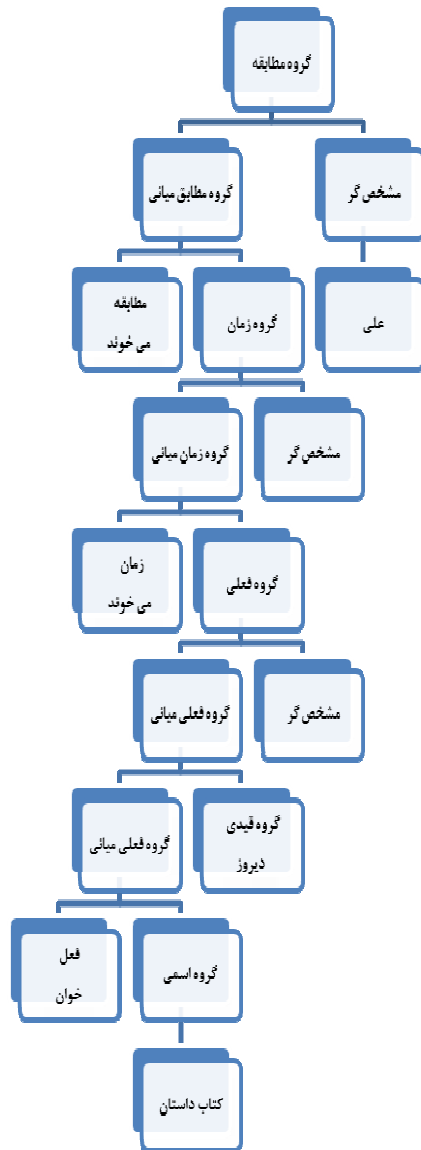 گروه مطابقه
مشخص گر
گروه مطابق میانی
علی
گروه زمان
مطابقه
می خوند
مشخص گر
گروه زمان میانی
گروه فعلی
زمان
می خوند
مشخص گر
گروه فعلی میانی
گروه قیدی
دیروز
گروه فعلی میانی
گروه اسمی
فعل
خوان
کتاب داستان